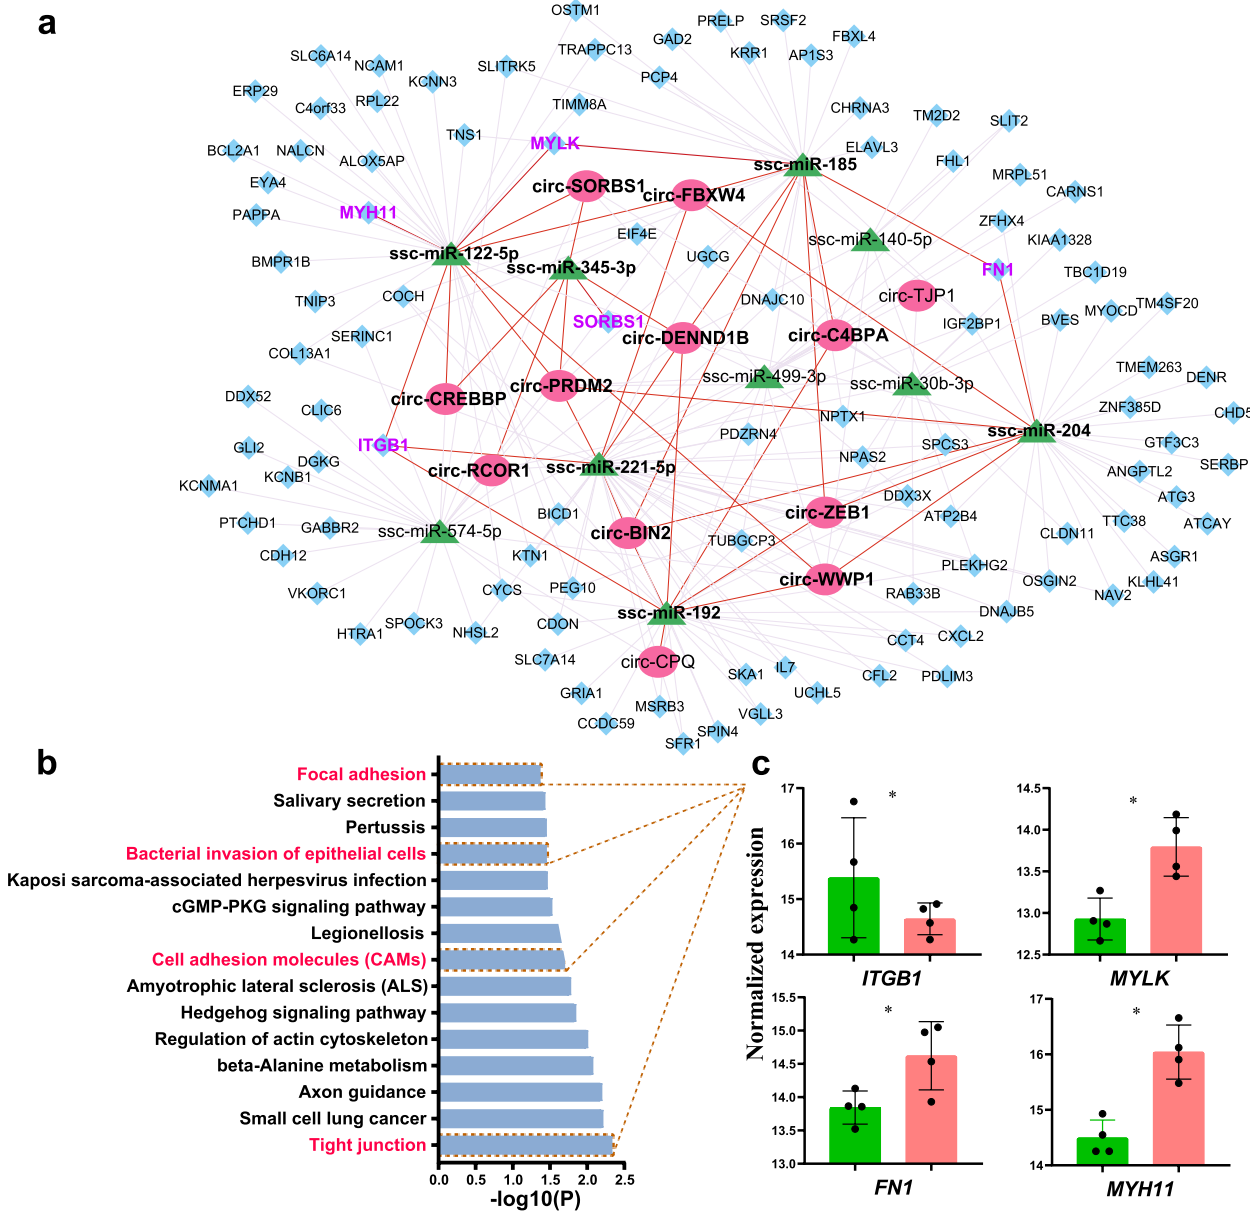 a
OSTM1
PRELP
SRSF2
GAD2
FBXL4
TRAPPC13
KRR1
AP1S3
SLC6A14
NCAM1
SLITRK5
PCP4
KCNN3
ERP29
RPL22
C4orf33
TIMM8A
CHRNA3
TM2D2
SLIT2
TNS1
MYLK
BCL2A1
NALCN
ALOX5AP
ELAVL3
FHL1
ssc-miR-185
MRPL51
EYA4
circ-SORBS1
circ-FBXW4
CARNS1
PAPPA
MYH11
ZFHX4
EIF4E
ssc-miR-140-5p
KIAA1328
ssc-miR-122-5p
UGCG
BMPR1B
ssc-miR-345-3p
FN1
TBC1D19
TNIP3
COCH
DNAJC10
circ-TJP1
MYOCD
TM4SF20
SORBS1
IGF2BP1
BVES
SERINC1
circ-DENND1B
circ-C4BPA
COL13A1
TMEM263
DENR
ssc-miR-499-3p
ssc-miR-30b-3p
circ-PRDM2
DDX52
circ-CREBBP
CLIC6
NPTX1
ZNF385D
CHD5
PDZRN4
ssc-miR-204
GLI2
ITGB1
SPCS3
GTF3C3
DGKG
NPAS2
circ-RCOR1
ssc-miR-221-5p
SERBP
KCNMA1
KCNB1
ANGPTL2
DDX3X
ATG3
BICD1
circ-ZEB1
ATP2B4
PTCHD1
GABBR2
ssc-miR-574-5p
circ-BIN2
TUBGCP3
CLDN11
TTC38
ATCAY
CDH12
KTN1
ASGR1
PLEKHG2
circ-WWP1
OSGIN2
KLHL41
VKORC1
CYCS
PEG10
RAB33B
NAV2
ssc-miR-192
DNAJB5
HTRA1
SPOCK3
NHSL2
CDON
CCT4
CXCL2
SLC7A14
circ-CPQ
SKA1
IL7
CFL2
PDLIM3
GRIA1
UCHL5
MSRB3
CCDC59
VGLL3
SPIN4
SFR1
b
Focal adhesion
Salivary secretion
Pertussis
Bacterial invasion of epithelial cells
Kaposi sarcoma-associated herpesvirus infection
cGMP-PKG signaling pathway
Legionellosis
Cell adhesion molecules (CAMs)
Amyotrophic lateral sclerosis (ALS)
Hedgehog signaling pathway
Regulation of actin cytoskeleton
beta-Alanine metabolism
Axon guidance
Small cell lung cancer
Tight junction
0.0 0.5 1.0 1.5 2.0 2.5
-log10(P)
c
Normalized expression
17
16
15
14
*
ITGB1
14.5
14.0
13.5
13.0
12.5
*
MYLK
15.5
15.0
14.5
14.0
13.5
13.0
*
FN1
17
16
15
14
*
MYH11